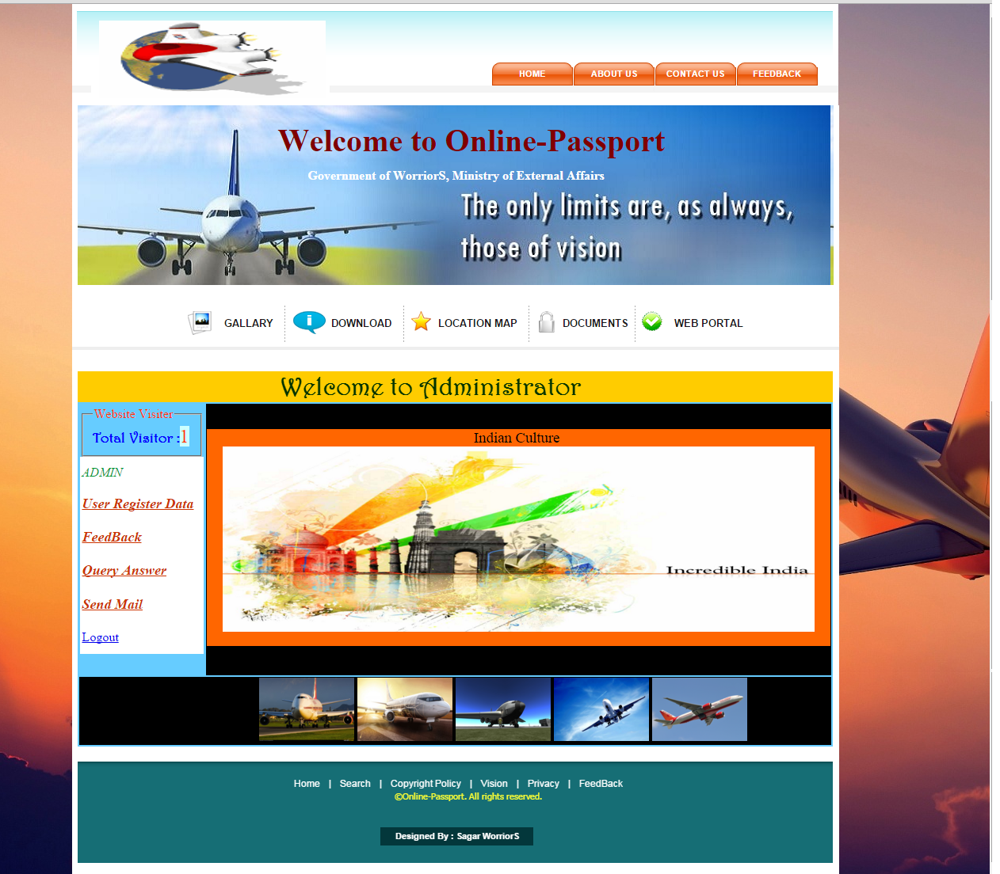 HOME ABOUT US CONTACT US FEEDBACK
Welcome to Online-Passport
Government of WorriorS, Ministry of External Affairs
The only limits are, as always,
those of vision
GALLARY DOWNLOAD LOCATION MAP DOCUMENTS WEB PORTAL
Welcome to Administrator
Website Visiter
Total Visitor :1
ADMIN
User Register Data
FeedBack
Query Answer
Send Mail
Logout
Indian Culture
Incredible India
Home | Search | Copyright Policy | Vision | Privacy | FeedBack
©Online-Passport. All rights reserved.
Designed By : Sagar WorriorS